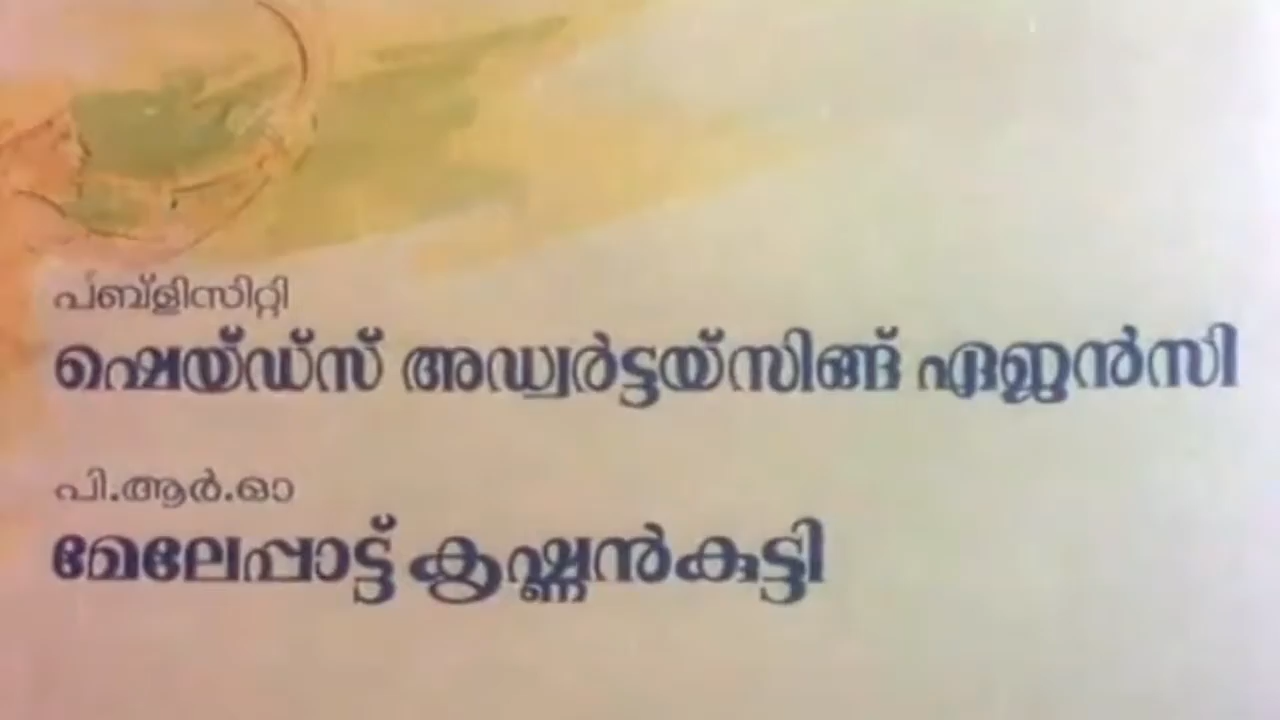 പബ്ളിസിറ്റി
ഷെയ്ഡ്സ് അഡ്വർട്ടയ്സിങ്ങ് ഏജൻസി
പി.ആർ.ഓ
മേലേപ്പാട്ട് കൃഷ്ണൻകുട്ടി